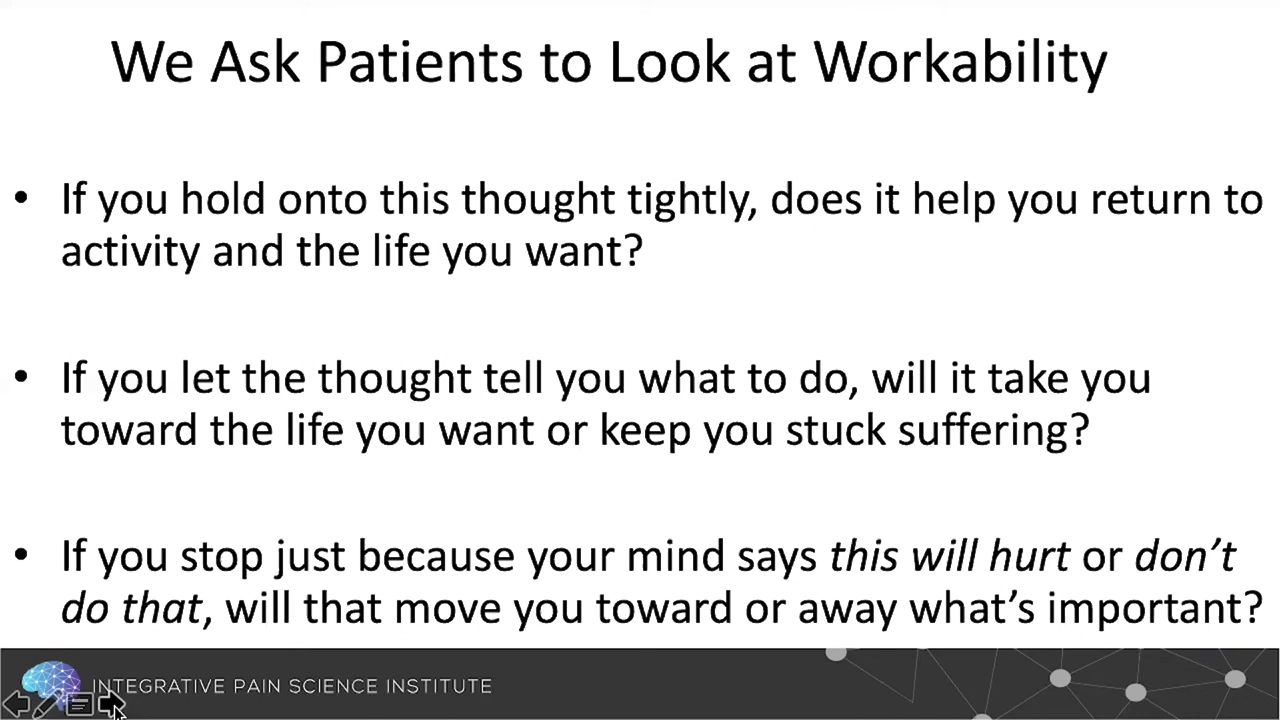 We Ask Patients to Look at Workability
• If you hold onto this thought tightly, does it help you return to
activity and the life you want?
• If you let the thought tell you what to do, will it take you
toward the life you want or keep you stuck suffering?
• If you stop just because your mind says this will hurt or don’t
do that, will that move you toward or away what’s important?
INTEGRATIVE PAIN SCIENCE INSTITUTE